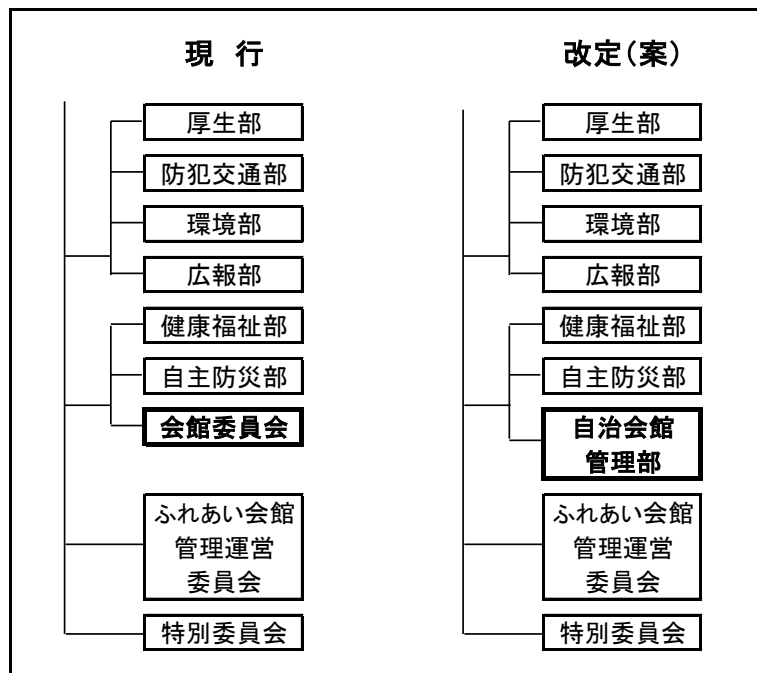 現 行
厚生部
防犯交通部
環境部
広報部
健康福祉部
自主防災部
会館委員会
ふれあい会館
管理運営
委員会
特別委員会
改定(案)
厚生部
防犯交通部
環境部
広報部
健康福祉部
自主防災部
自治会館
管理部
ふれあい会館
管理運営
委員会
特別委員会